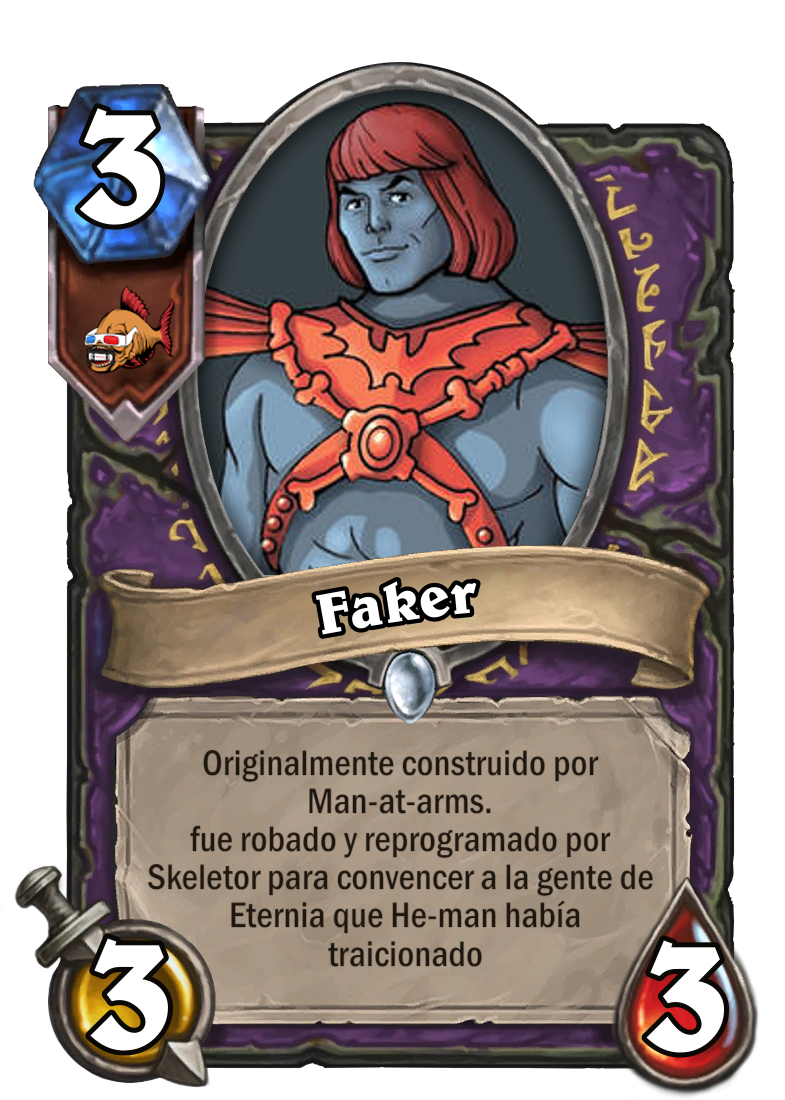 3
Faker
Originalmente construido por
Man-at-arms.
fue robado y reprogramado por
Skeletor para convencer a la gente de
Eternia que He-man había
traicionado
3
3